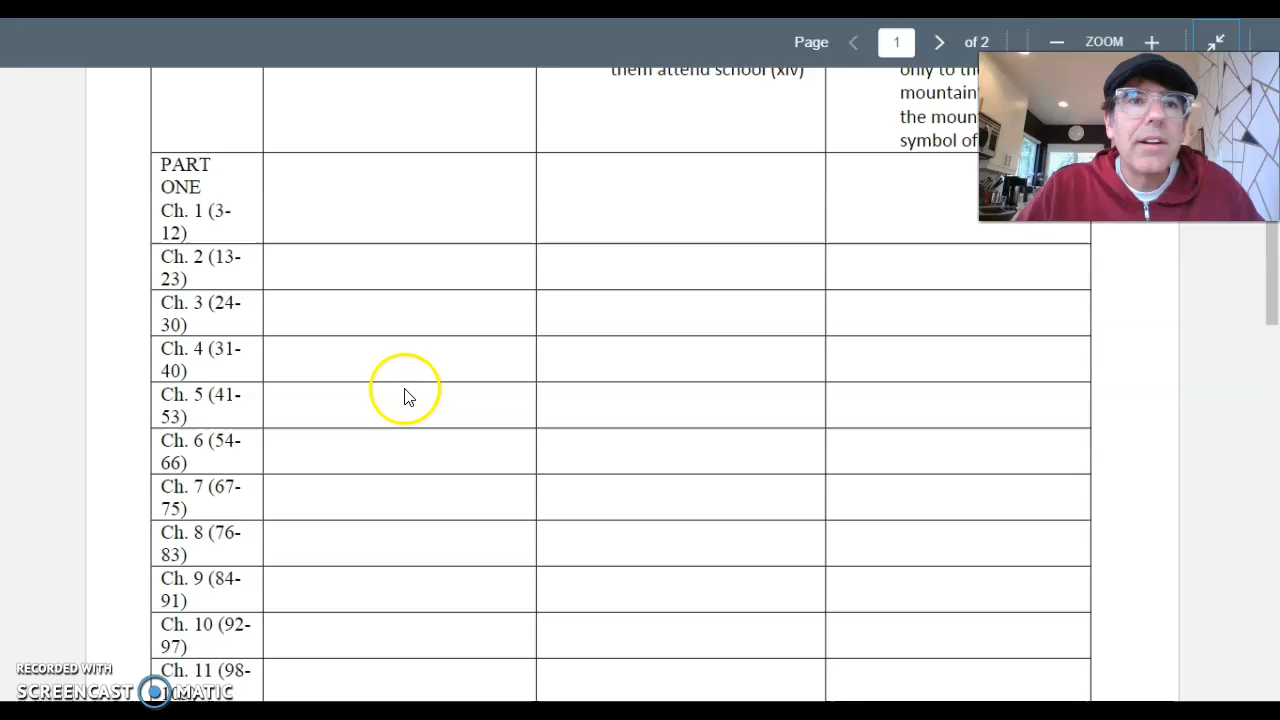 Page 1 of 2 ZOOM
them attend school (xiv)
only to the
mountain
the moun
symbol of
PART
ONE
Ch. 1 (3-
12)
Ch. 2 (13-
23)
Ch. 3 (24-
30)
Ch. 4 (31-
40)
Ch. 5 (41-
53)
Ch. 6 (54-
66)
Ch. 7 (67-
75)
Ch. 8 (76-
83)
Ch. 9 (84-
91)
Ch. 10 (92-
97)
Ch. 11 (98-
RECORDED WITH
SCREENCAST MATIC